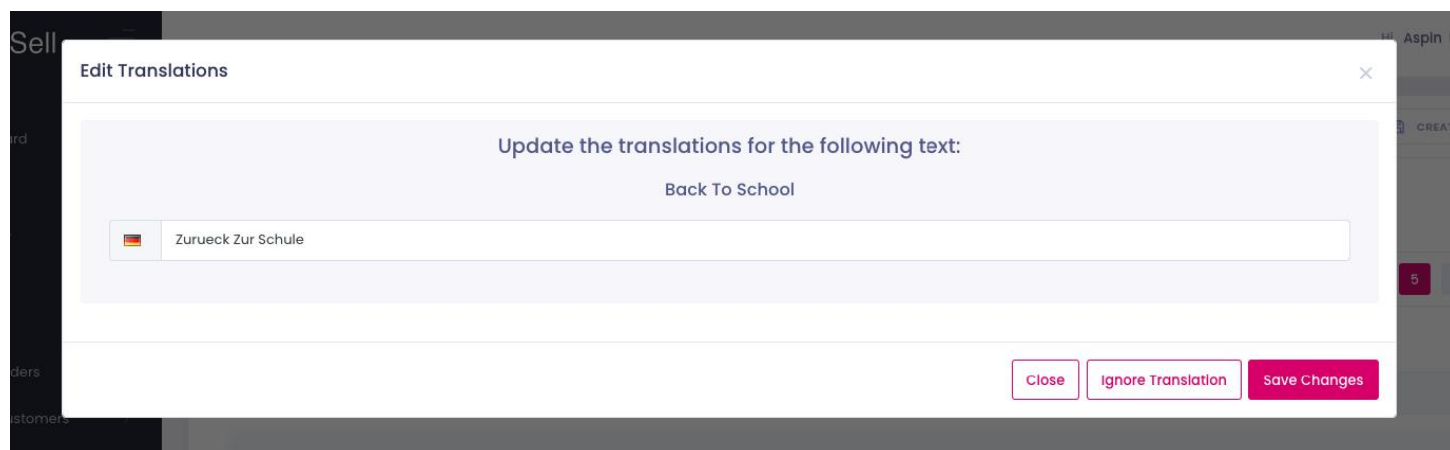 Sell
Hi, Aspin
Edit Translations
rd
CREA
Update the translations for the following text:
Back To School
Zurueck Zur Schule
5
ders
Close
Ignore Translation
Save Changes
ustomers